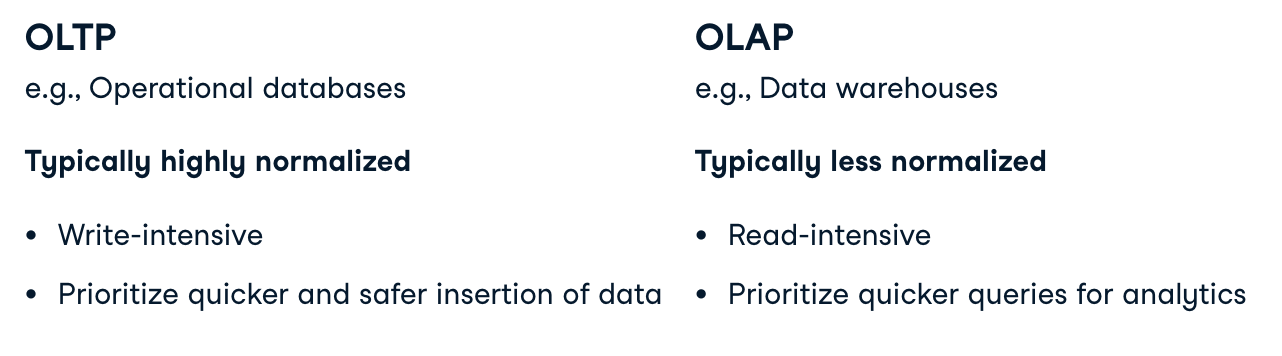 OLTP
e.g., Operational databases
Typically highly normalized
• Write-intensive
• Prioritize quicker and safer insertion of data
OLAP
e.g., Data warehouses
Typically less normalized
• Read-intensive
• Prioritize quicker queries for analytics